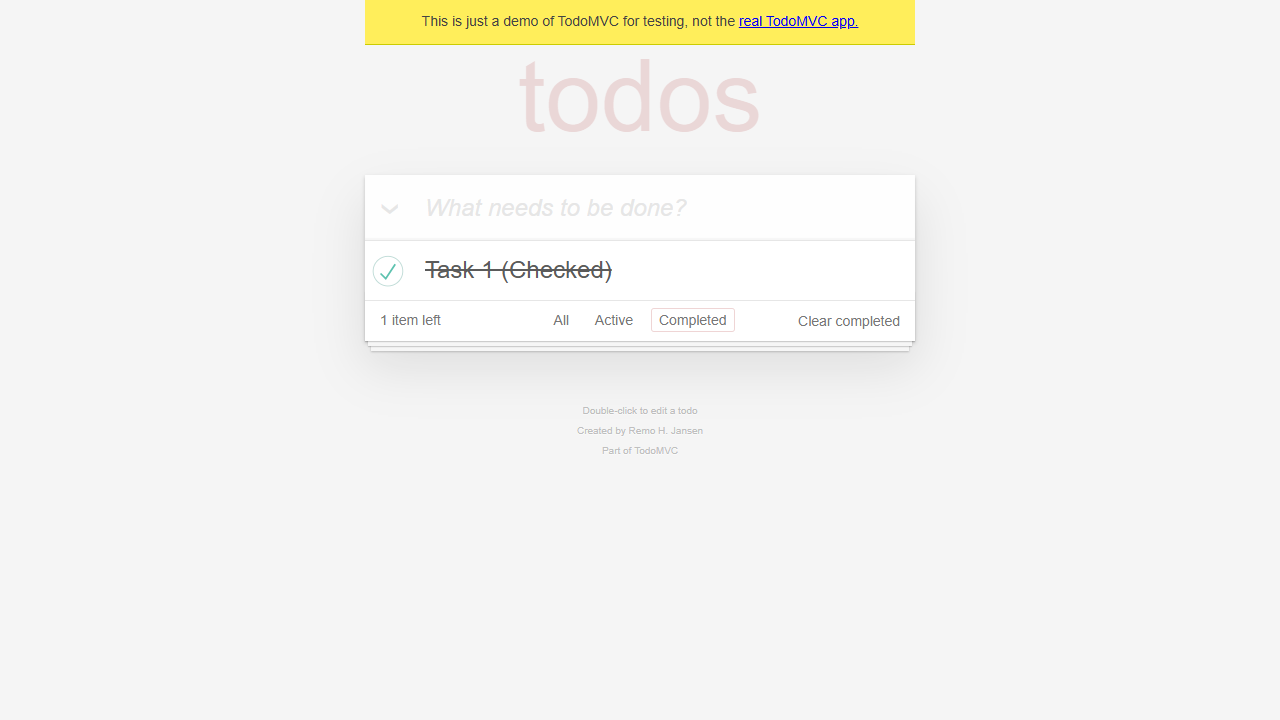 This is just a demo of TodoMVC for testing, not the real TodoMVC app.
todos
What needs to be done?
Task 1 (Checked)
1 item left All Active Completed Clear completed
Double-click to edit a todo
Created by Remo H. Jansen
Part of TodoMVC